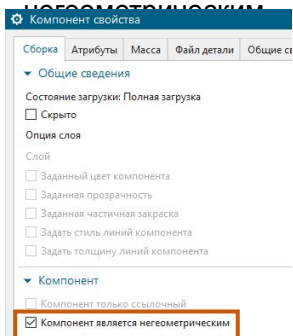 негеометрическим
Компонент свойств
Сборка Атрибуты Масса Файл детали Общие св
Общие сведения
Состояние загрузки: Полная загрузка
Скрыто
Опция слоя
Слой
Заданный цвет компонента
Заданная прозрачность
Заданная частичная закраска
Задать стиль линий компонента
Задать толщину линий компонента
Компонент
Компонент только ссылочный
Компонент является негеометрическим